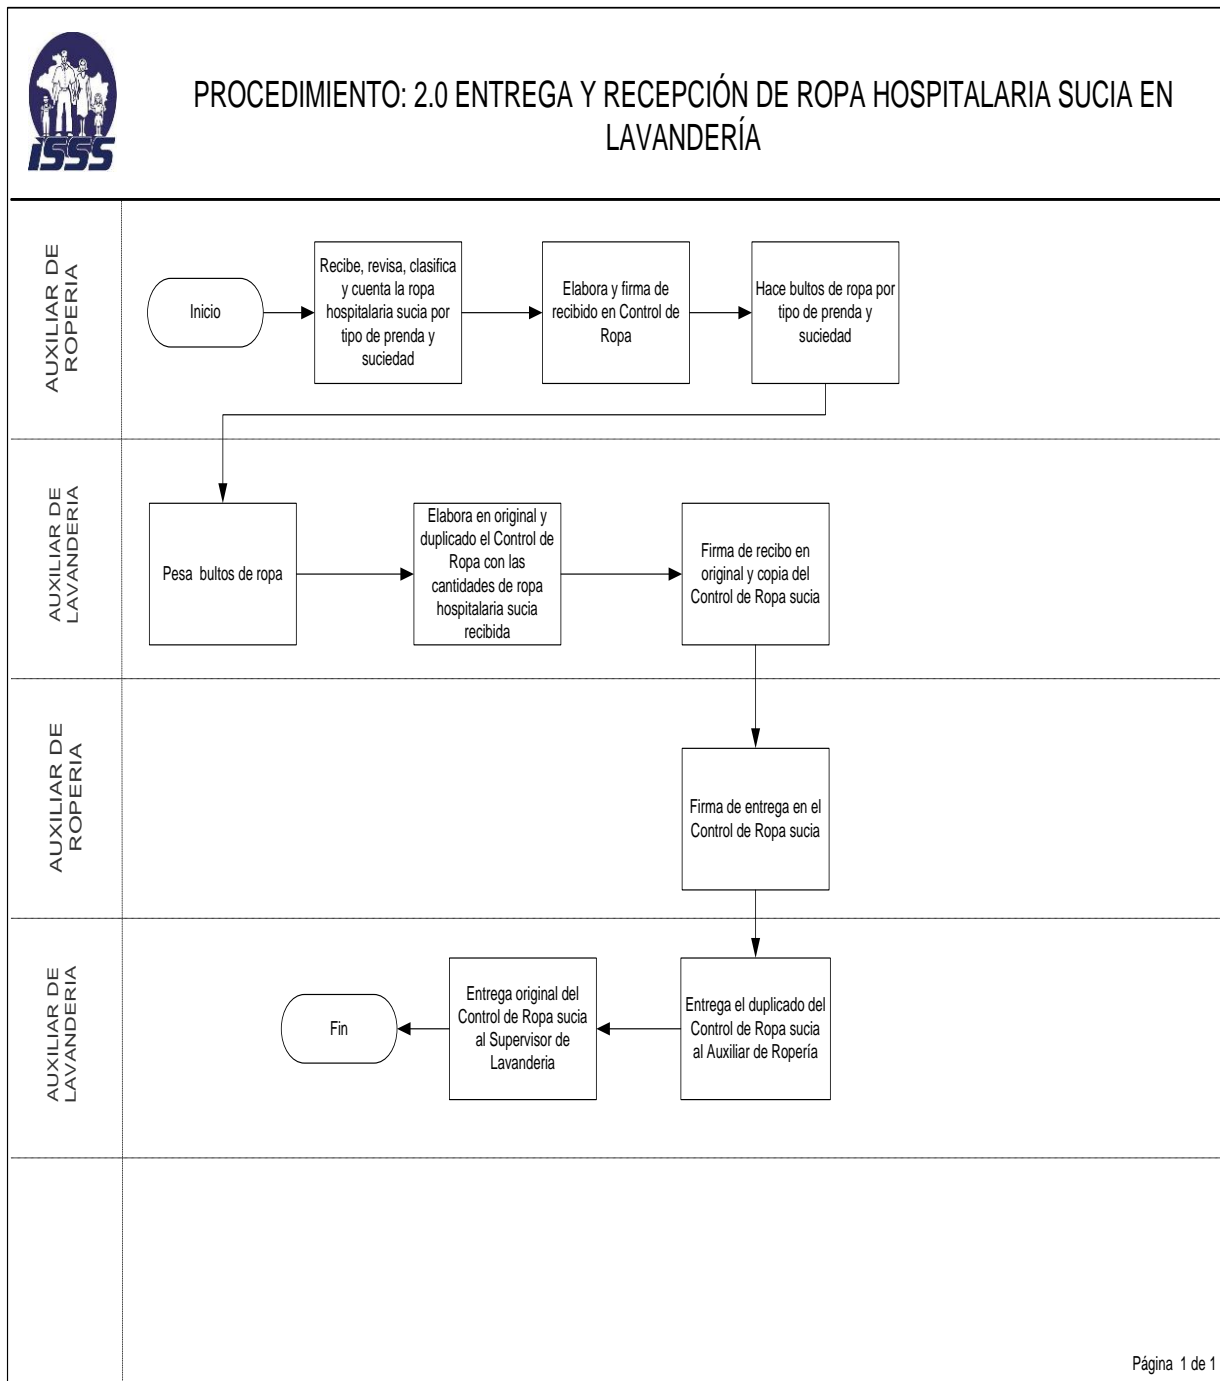 ISSS
PROCEDIMIENTO: 2.0 ENTREGA Y RECEPCIÓN DE ROPA HOSPITALARIA SUCIA EN
LAVANDERÍA
AUXILIAR DE
ROPERIA
Inicio
Recibe, revisa, clasifica
y cuenta la ropa
hospitalaria sucia por
tipo de prenda y
suciedad
Elabora y firma de
recibido en Control de
Ropa
Hace bultos de ropa por
tipo de prenda y
suciedad
AUXILIAR DE
LAVANDERIA
Pesa bultos de ropa
Elabora en original y
duplicado el Control de
Ropa con las
cantidades de ropa
hospitalaria sucia
recibida
Firma de recibo en
original y copia del
Control de Ropa sucia
AUXILIAR DE
ROPERIA
Firma de entrega en el
Control de Ropa sucia
AUXILIAR DE
LAVANDERIA
Fin
Entrega original del
Control de Ropa sucia
al Supervisor de
Lavanderia
Entrega el duplicado del
Control de Ropa sucia
al Auxiliar de Ropería
Página 1 de 1